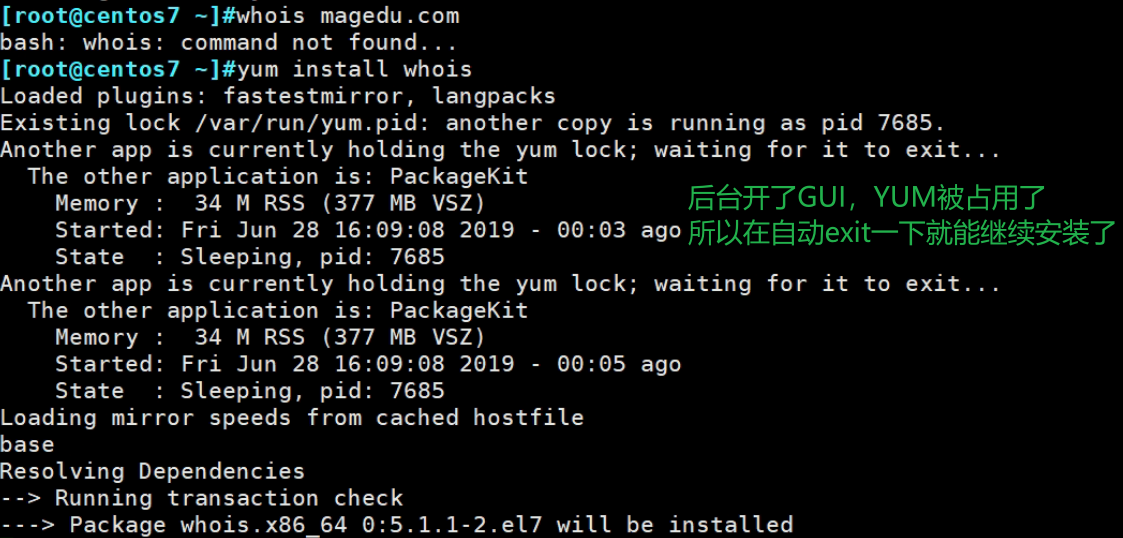 [root@centos7 ~]#whois magedu.com
bash: whois: command not found...
[root@centos7 ~]#yum install whois
Loaded plugins: fastestmirror, langpacks
Existing lock /var/run/yum.pid: another copy is running as pid 7685.
Another app is currently holding the yum lock; waiting for it to exit...
  The other application is: PackageKit
    Memory :  34 M RSS (377 MB VSZ)
    Started: Fri Jun 28 16:09:08 2019 - 00:03 ago
    State  : Sleeping, pid: 7685
后台开了GUI，YUM被占用了
所以在自动exit一下就能继续安装了
Another app is currently holding the yum lock; waiting for it to exit...
  The other application is: PackageKit
    Memory :  34 M RSS (377 MB VSZ)
    Started: Fri Jun 28 16:09:08 2019 - 00:05 ago
    State  : Sleeping, pid: 7685
Loading mirror speeds from cached hostfile
base
Resolving Dependencies
--> Running transaction check
---> Package whois.x86_64 0:5.1.1-2.el7 will be installed